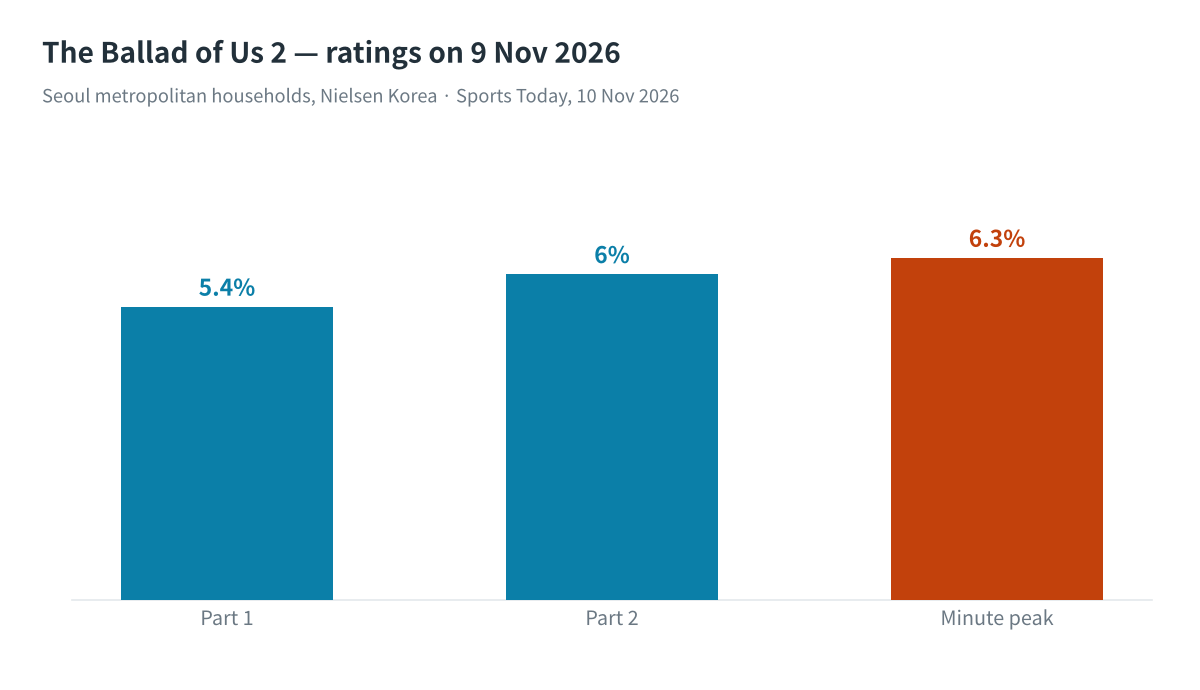 The Ballad of Us 2 — ratings on 9 Nov 2026
Seoul metropolitan households, Nielsen Korea · Sports Today, 10 Nov 2026
5.4%
6%
6.3%
Part 1
Part 2
Minute peak